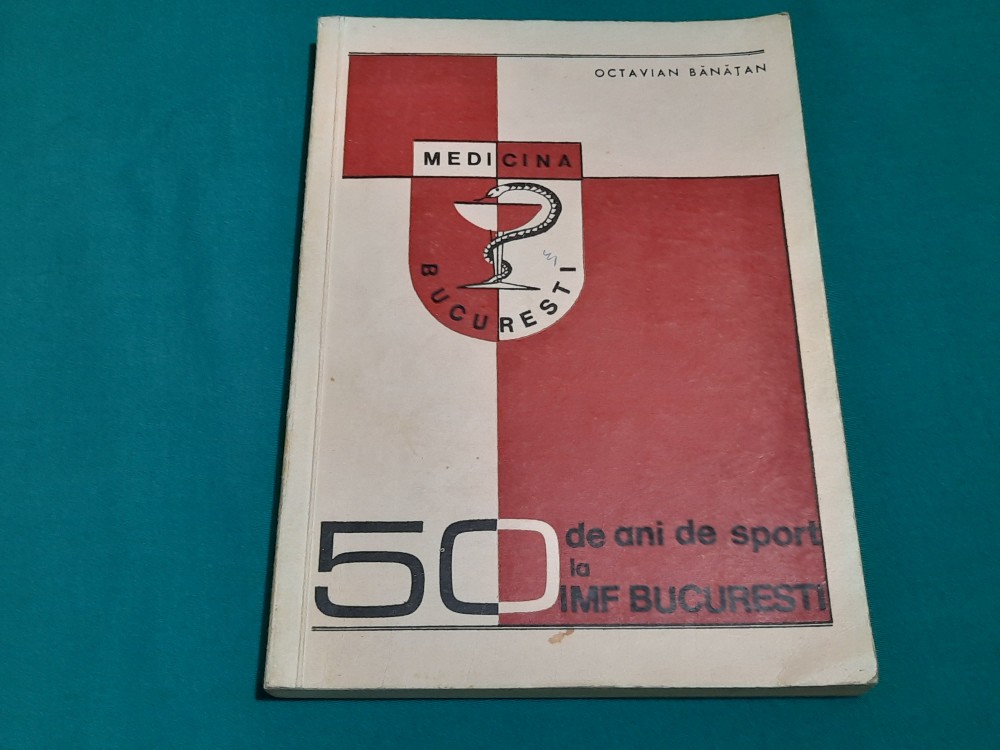 OCTAVIAN BĂNĂȚAN
MEDICINA
BUCURESTI
50 de ani de sport
la
IMF BUCURESTI